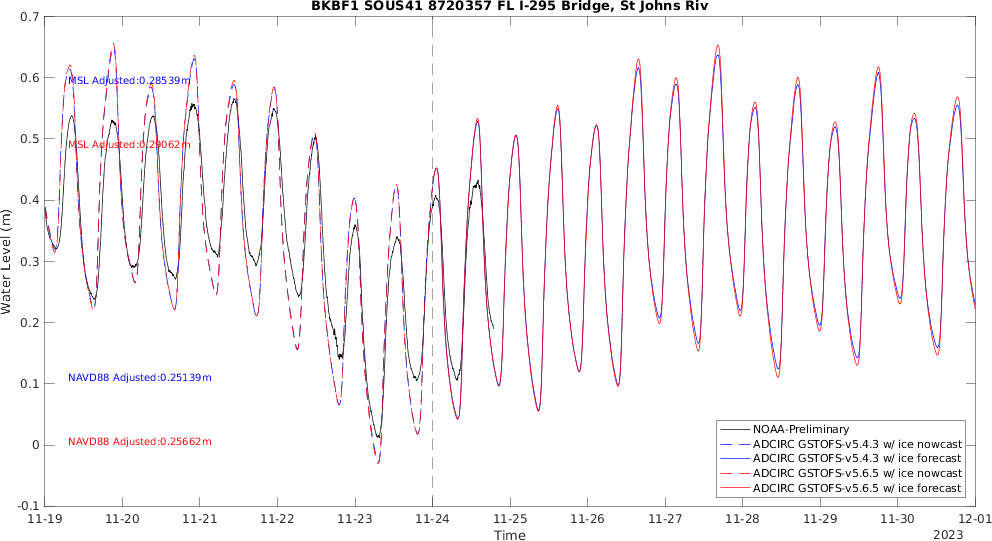 BKBF1 SOUS41 8720357 FL I-295 Bridge, St Johns Riv
0.7
0.6
0.5
0.4
0.3
0.2
0.1
0
-0.1
Water Level (m)
MSL Adjusted:0.28539m
MSL Adjusted:0.29062m
NAVD88 Adjusted:0.25139m
NAVD88 Adjusted:0.25662m
NOAA-Preliminary
ADCIRC GSTOFS-v5.4.3 w/ ice nowcast
ADCIRC GSTOFS-v5.4.3 w/ ice forecast
ADCIRC GSTOFS-v5.6.5 w/ ice nowcast
ADCIRC GSTOFS-v5.6.5 w/ ice forecast
11-19 11-20 11-21 11-22 11-23 11-24 11-25 11-26 11-27 11-28 11-29 11-30 12-01
Time
2023